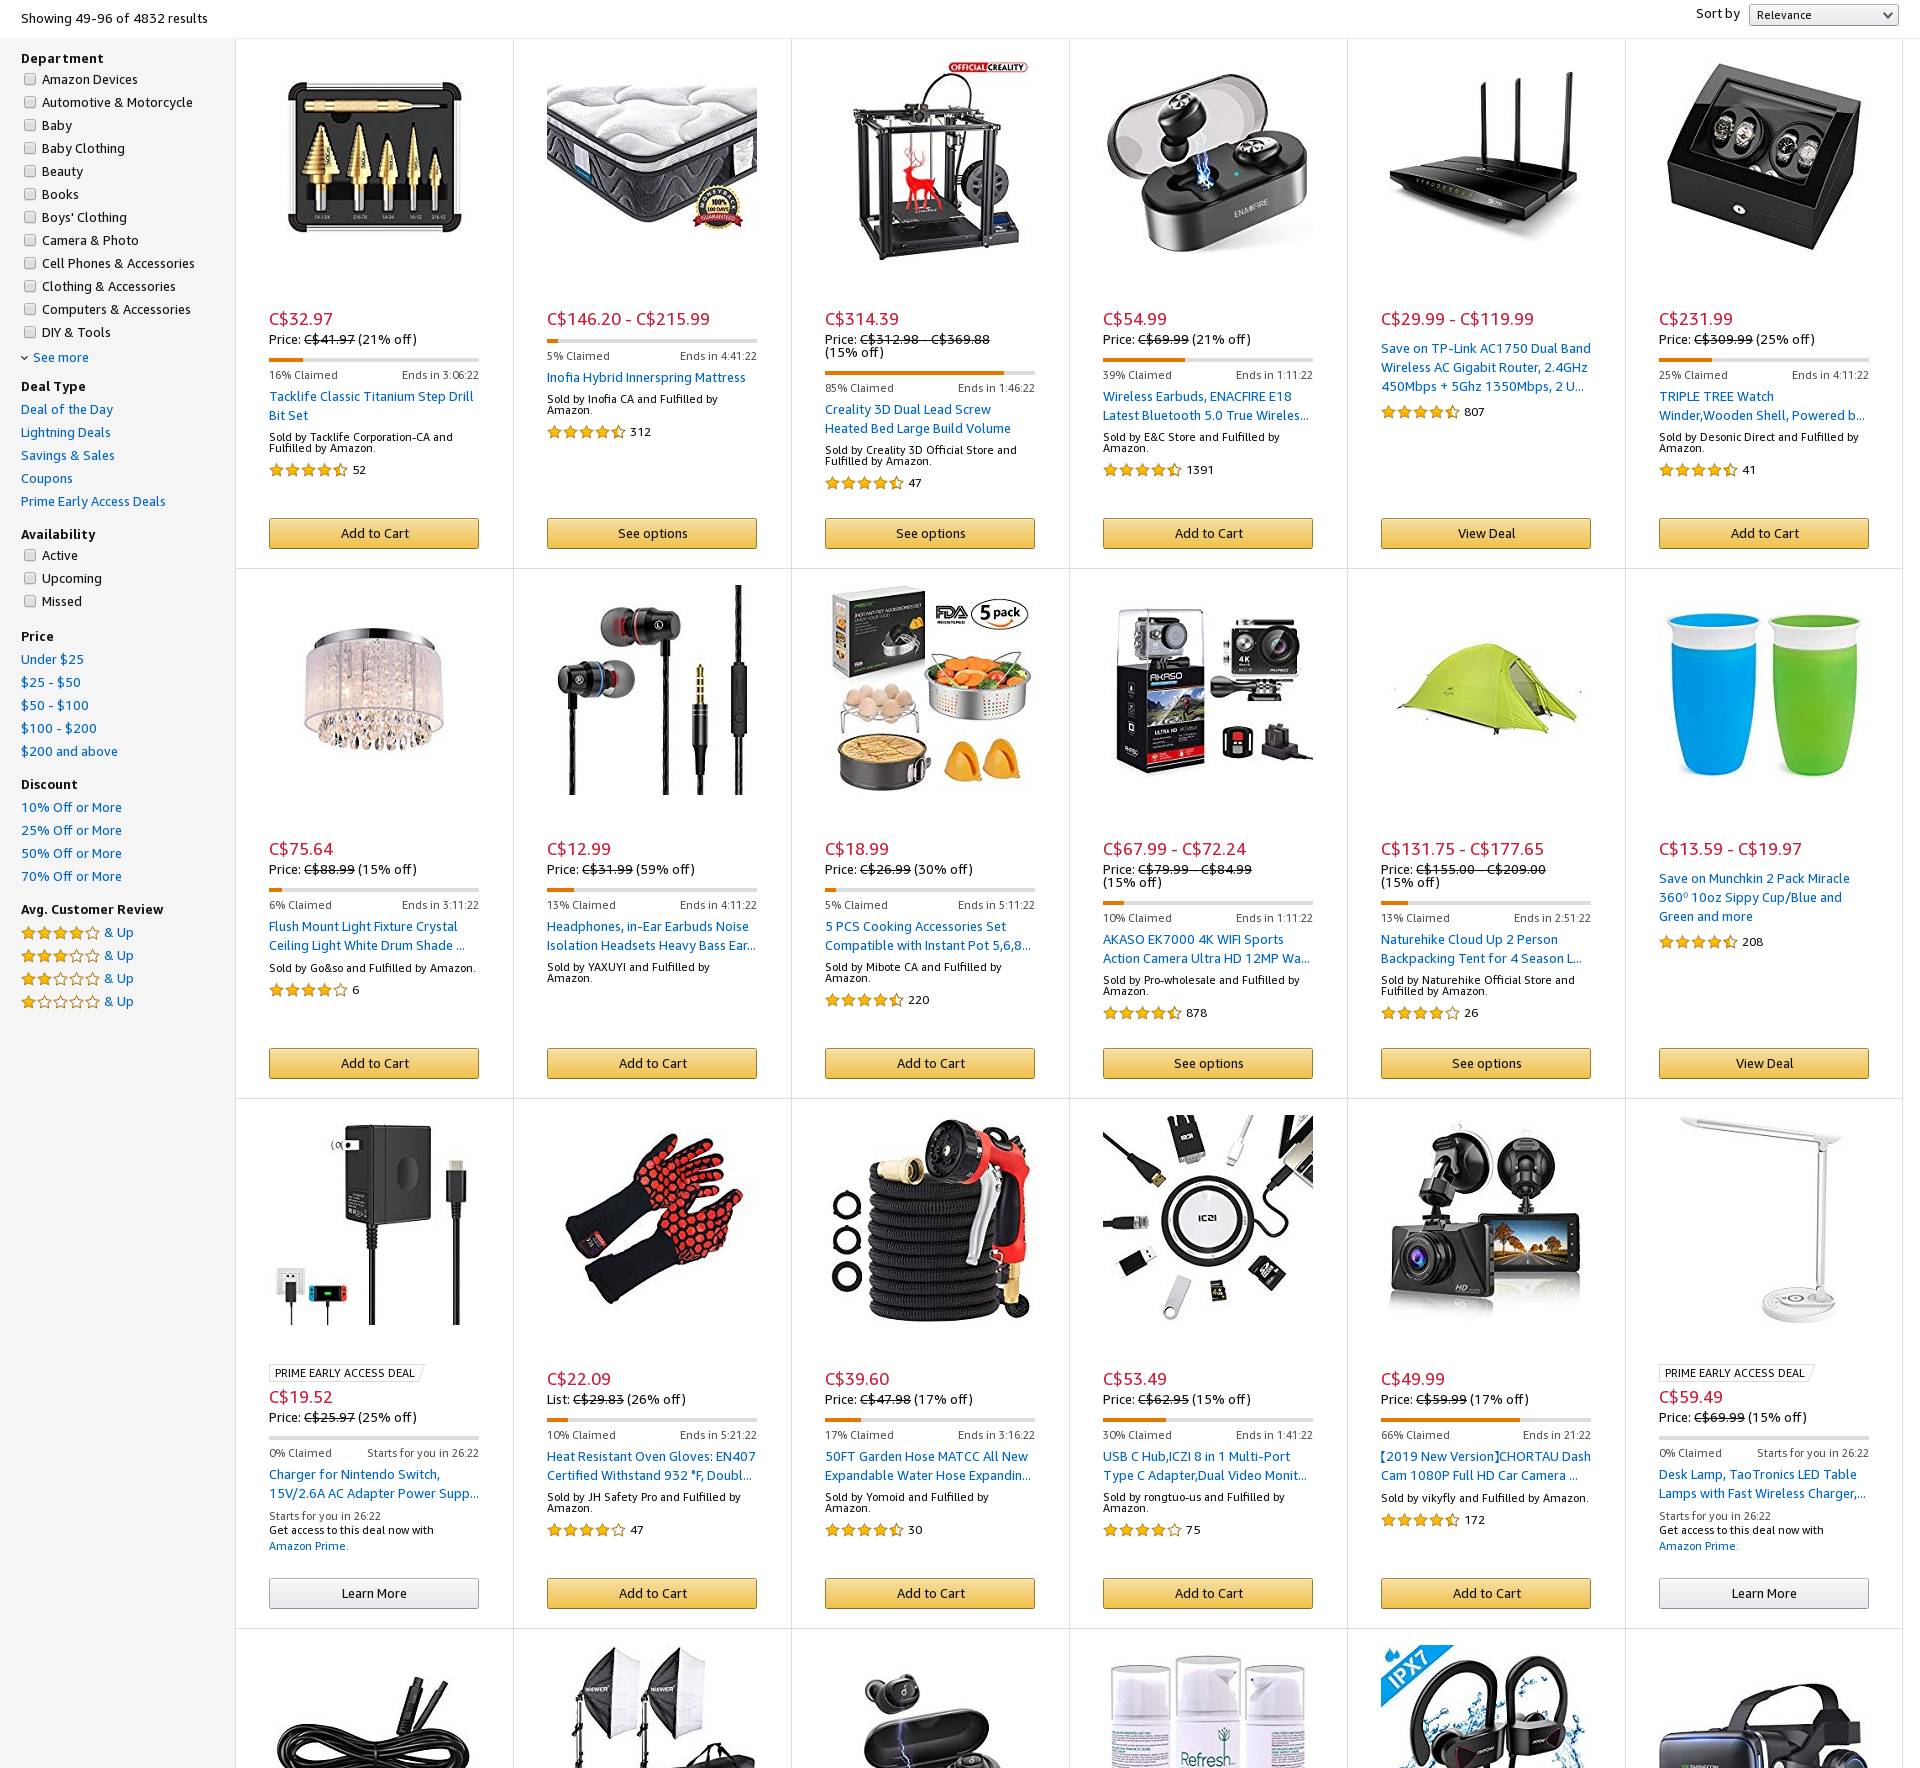 Showing 49-96 of 4832 results
Sort by
Relevance
Department
Amazon Devices
Automotive & Motorcycle
Baby
Baby Clothing
Beauty
Books
Boys' Clothing
Camera & Photo
Cell Phones & Accessories
Clothing & Accessories
Computers & Accessories
DIY & Tools
See more
Deal Type
Deal of the Day
Lightning Deals
Savings & Sales
Coupons
Prime Early Access Deals
Availability
Active
Upcoming
Missed
Price
Under $25
$25 - $50
$50 - $100
$100 - $200
$200 and above
Discount
10% Off or More
25% Off or More
50% Off or More
70% Off or More
Avg. Customer Review
& Up
& Up
& Up
& Up
C$32.97
Price: C$41.97 (21% off)
16% Claimed Ends in 3:06:22
Tacklife Classic Titanium Step Drill
Bit Set
Sold by Tacklife Corporation-CA and
Fulfilled by Amazon.
52
Add to Cart
100%
GUARANTEED
C$146.20 - C$215.99
5% Claimed Ends in 4:41:22
Inofia Hybrid Innerspring Mattress
Sold by Inofia CA and Fulfilled by
Amazon.
312
See options
OFFICIAL CREALITY
C$314.39
Price: C$312.98 - C$369.88
(15% off)
85% Claimed Ends in 1:46:22
Creality 3D Dual Lead Screw
Heated Bed Large Build Volume
Sold by Creality 3D Official Store and
Fulfilled by Amazon.
47
See options
ENACFIRE
C$54.99
Price: C$69.99 (21% off)
39% Claimed Ends in 1:11:22
Wireless Earbuds, ENACFIRE E18
Latest Bluetooth 5.0 True Wireles...
Sold by E&C Store and Fulfilled by
Amazon.
1391
Add to Cart
C$29.99 - C$119.99
Save on TP-Link AC1750 Dual Band
Wireless AC Gigabit Router, 2.4GHz
450Mbps + 5Ghz 1350Mbps, 2 U...
807
View Deal
C$231.99
Price: C$309.99 (25% off)
25% Claimed Ends in 4:11:22
TRIPLE TREE Watch
Winder,Wooden Shell, Powered b...
Sold by Desonic Direct and Fulfilled by
Amazon.
41
Add to Cart
C$75.64
Price: C$88.99 (15% off)
6% Claimed Ends in 3:11:22
Flush Mount Light Fixture Crystal
Ceiling Light White Drum Shade ...
Sold by Go&so and Fulfilled by Amazon.
6
Add to Cart
L
R
C$12.99
Price: C$31.99 (59% off)
13% Claimed Ends in 4:11:22
Headphones, in-Ear Earbuds Noise
Isolation Headsets Heavy Bass Ear...
Sold by YAXUYI and Fulfilled by
Amazon.
Add to Cart
FDA
5 pack
C$18.99
Price: C$26.99 (30% off)
5% Claimed Ends in 5:11:22
5 PCS Cooking Accessories Set
Compatible with Instant Pot 5,6,8...
Sold by Mibote CA and Fulfilled by
Amazon.
220
Add to Cart
AKASO
4K
ULTRA HD
C$67.99 - C$72.24
Price: C$79.99 - C$84.99
(15% off)
10% Claimed Ends in 1:11:22
AKASO EK7000 4K WIFI Sports
Action Camera Ultra HD 12MP Wa...
Sold by Pro-wholesale and Fulfilled by
Amazon.
878
See options
C$131.75 - C$177.65
Price: C$155.00 - C$209.00
(15% off)
13% Claimed Ends in 2:51:22
Naturehike Cloud Up 2 Person
Backpacking Tent for 4 Season L...
Sold by Naturehike Official Store and
Fulfilled by Amazon.
26
See options
C$13.59 - C$19.97
Save on Munchkin 2 Pack Miracle
360º 10oz Sippy Cup/Blue and
Green and more
208
View Deal
PRIME EARLY ACCESS DEAL
C$19.52
Price: C$25.97 (25% off)
0% Claimed Starts for you in 26:22
Charger for Nintendo Switch,
15V/2.6A AC Adapter Power Supp...
Starts for you in 26:22
Get access to this deal now with
Amazon Prime.
Learn More
C$22.09
List: C$29.83 (26% off)
10% Claimed Ends in 5:21:22
Heat Resistant Oven Gloves: EN407
Certified Withstand 932 °F, Doubl...
Sold by JH Safety Pro and Fulfilled by
Amazon.
47
Add to Cart
C$39.60
Price: C$47.98 (17% off)
17% Claimed Ends in 3:16:22
50FT Garden Hose MATCC All New
Expandable Water Hose Expandin...
Sold by Yomoid and Fulfilled by
Amazon.
30
Add to Cart
ICZI
C$53.49
Price: C$62.95 (15% off)
30% Claimed Ends in 1:41:22
USB C Hub,ICZI 8 in 1 Multi-Port
Type C Adapter,Dual Video Monit...
Sold by rongtuo-us and Fulfilled by
Amazon.
75
Add to Cart
HD
C$49.99
Price: C$59.99 (17% off)
66% Claimed Ends in 21:22
【2019 New Version】CHORTAU Dash
Cam 1080P Full HD Car Camera ...
Sold by vikyfly and Fulfilled by Amazon.
172
Add to Cart
PRIME EARLY ACCESS DEAL
C$59.49
Price: C$69.99 (15% off)
0% Claimed Starts for you in 26:22
Desk Lamp, TaoTronics LED Table
Lamps with Fast Wireless Charger,...
Starts for you in 26:22
Get access to this deal now with
Amazon Prime.
Learn More
NEEWER
Refresh
IPX7